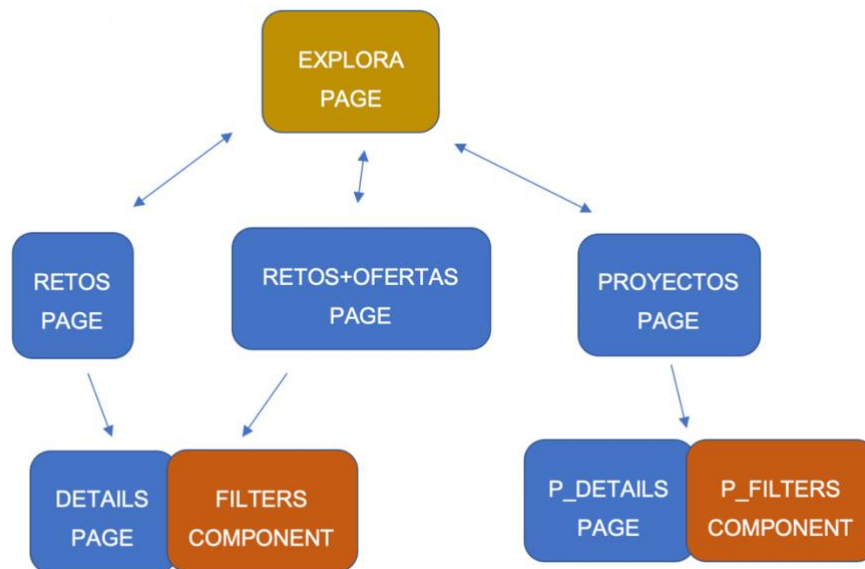 EXPLORA
PAGE
RETOS
PAGE
RETOS+OFERTAS
PAGE
PROYECTOS
PAGE
DETAILS
PAGE
FILTERS
COMPONENT
P_DETAILS
PAGE
P_FILTERS
COMPONENT